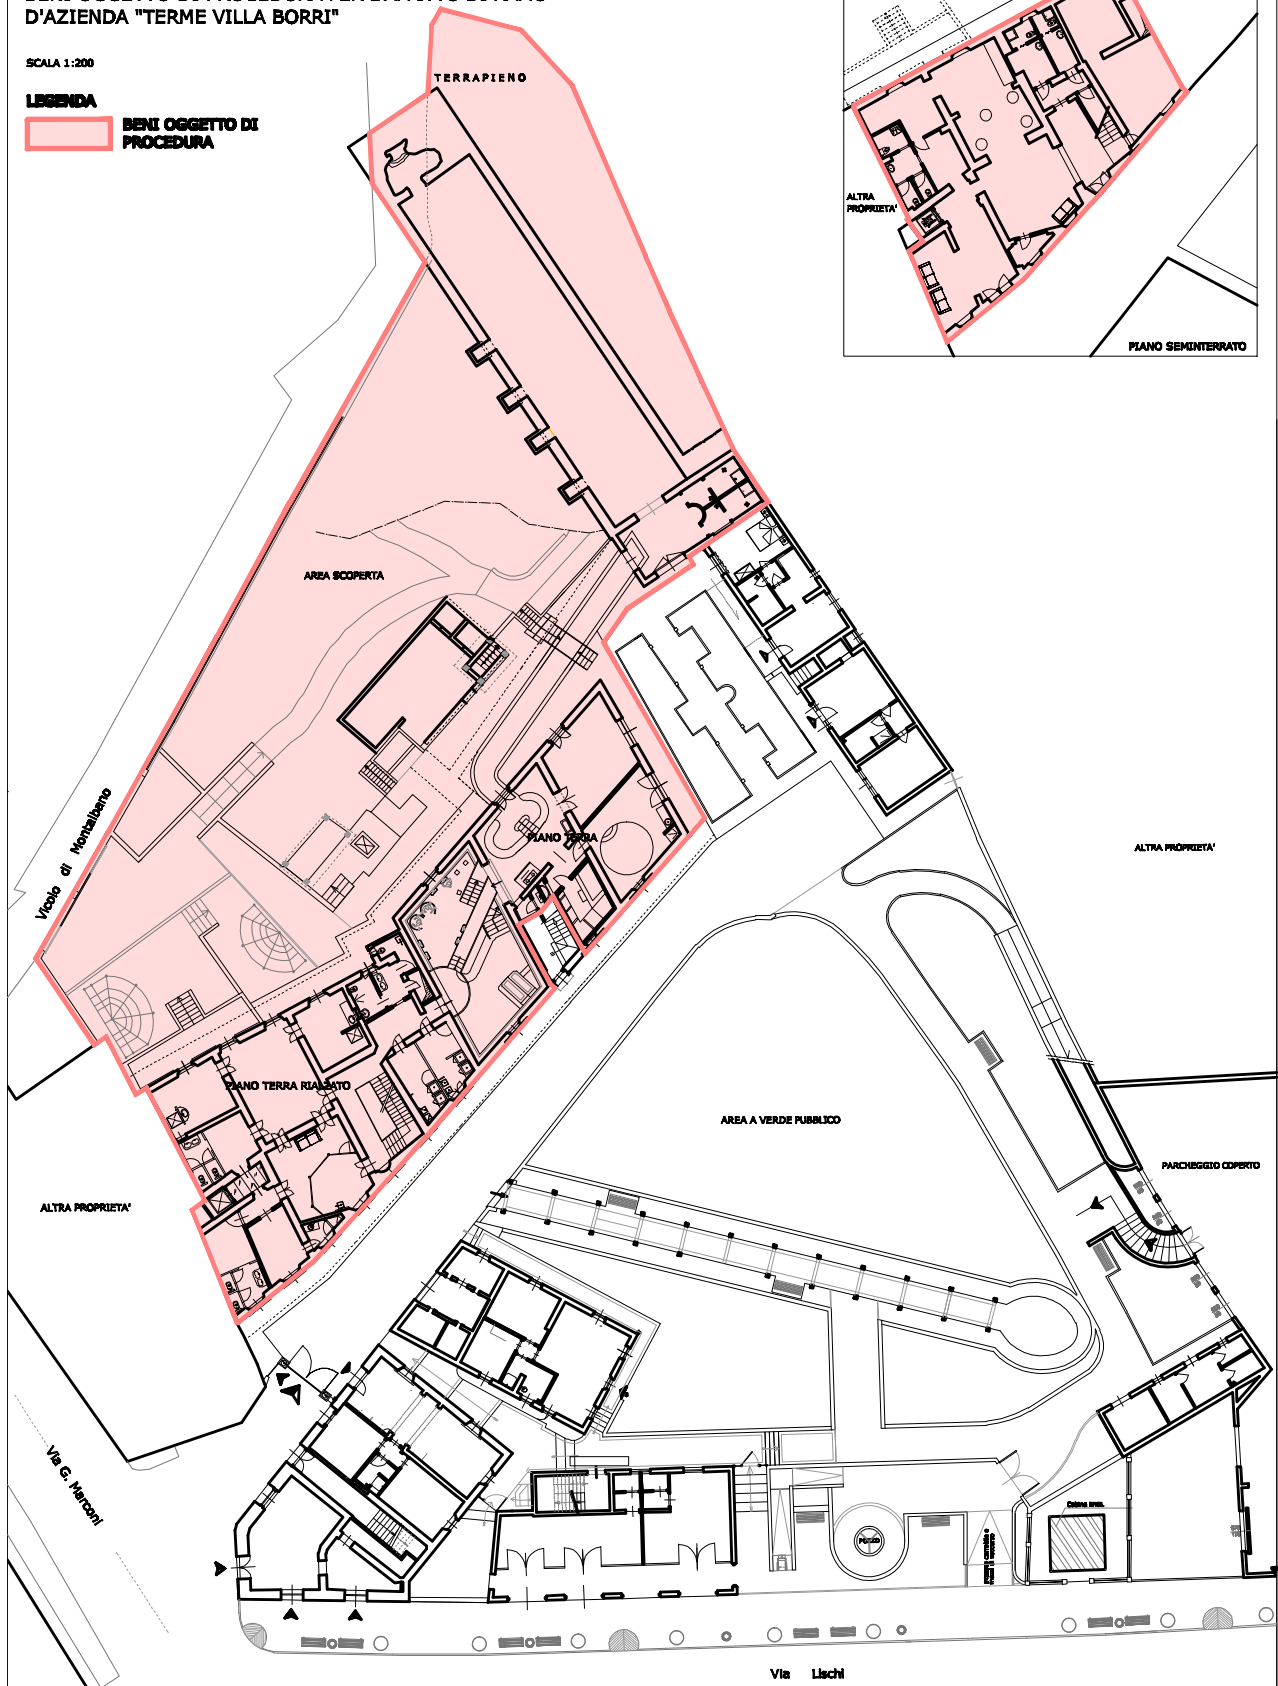 D'AZIENDA "TERME VILLA BORRI"
SCALA 1:200
LEGENDA
BENI OGGETTO DI
PROCEDURA
TERRAPIENO
ALTRA
PROPRIETA'
PIANO SEMINTERRATO
AREA SCOPERTA
Vicolo di Montalbano
PIANO TERRA
ALTRA PROPRIETA'
PIANO TERRA RIALZATO
AREA A VERDE PUBBLICO
PARCHEGGIO COPERTO
ALTRA PROPRIETA'
Via G. Marconi
POZZO
Via Lischi